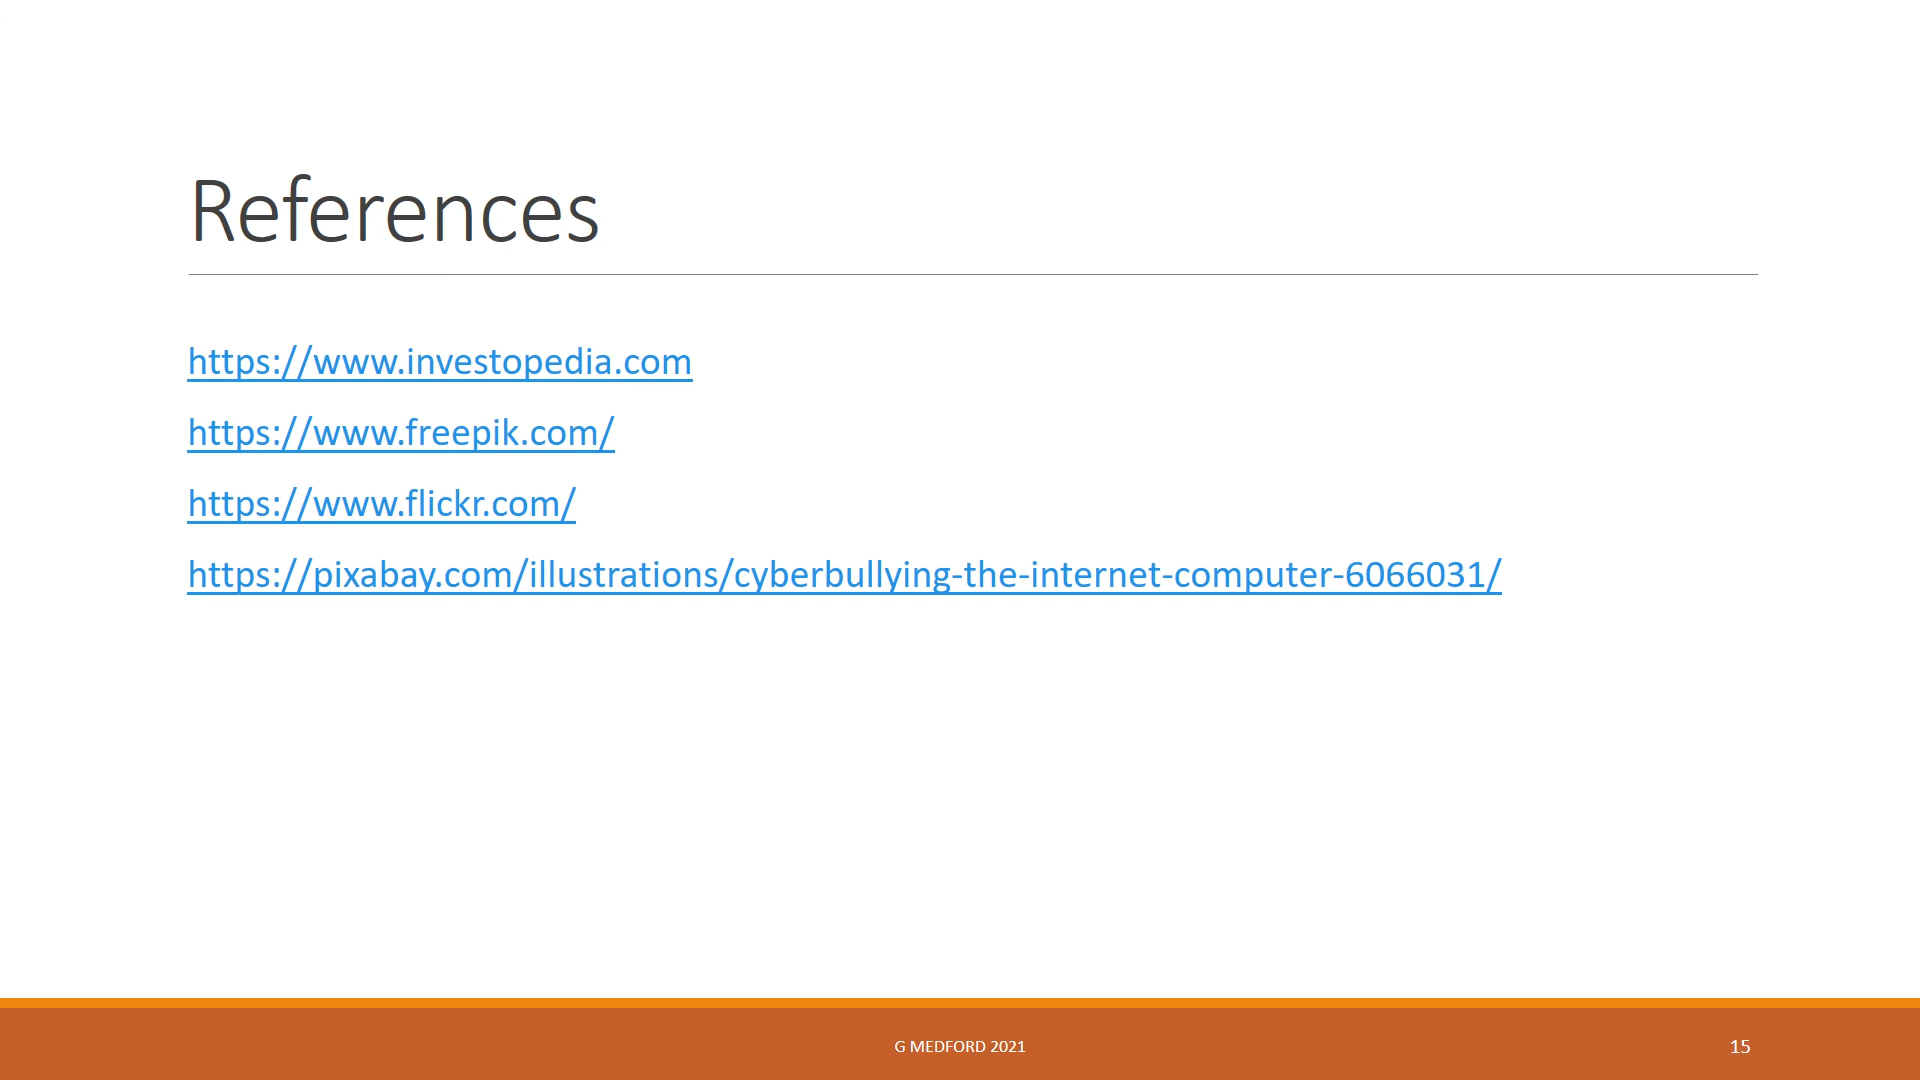 References
https://www.investopedia.com
https://www.freepik.com/
https://www.flickr.com/
https://pixabay.com/illustrations/cyberbullying-the-internet-computer-6066031/
G MEDFORD 2021
15